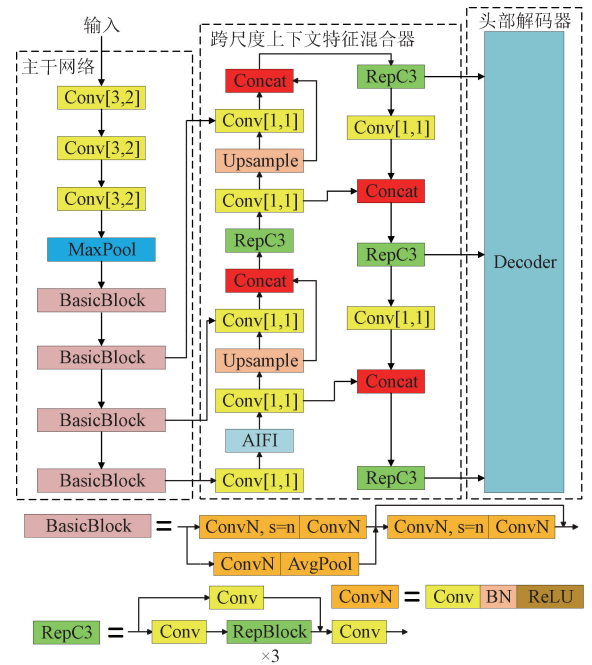 输入
主干网络
Conv[3,2]
Conv[3,2]
Conv[3,2]
MaxPool
BasicBlock
BasicBlock
BasicBlock
BasicBlock
跨尺度上下文特征混合器
Concat
Conv[1,1]
Upsample
Conv[1,1]
RepC3
Concat
Conv[1,1]
Upsample
Conv[1,1]
AIFI
Conv[1,1]
RepC3
Conv[1,1]
Concat
RepC3
Conv[1,1]
Concat
RepC3
头部解码器
Decoder
BasicBlock = ConvN, s=n ConvN ConvN, s=n ConvN
ConvN AvgPool
ConvN = Conv BN ReLU
Conv
RepC3 = Conv RepBlock Conv
×3